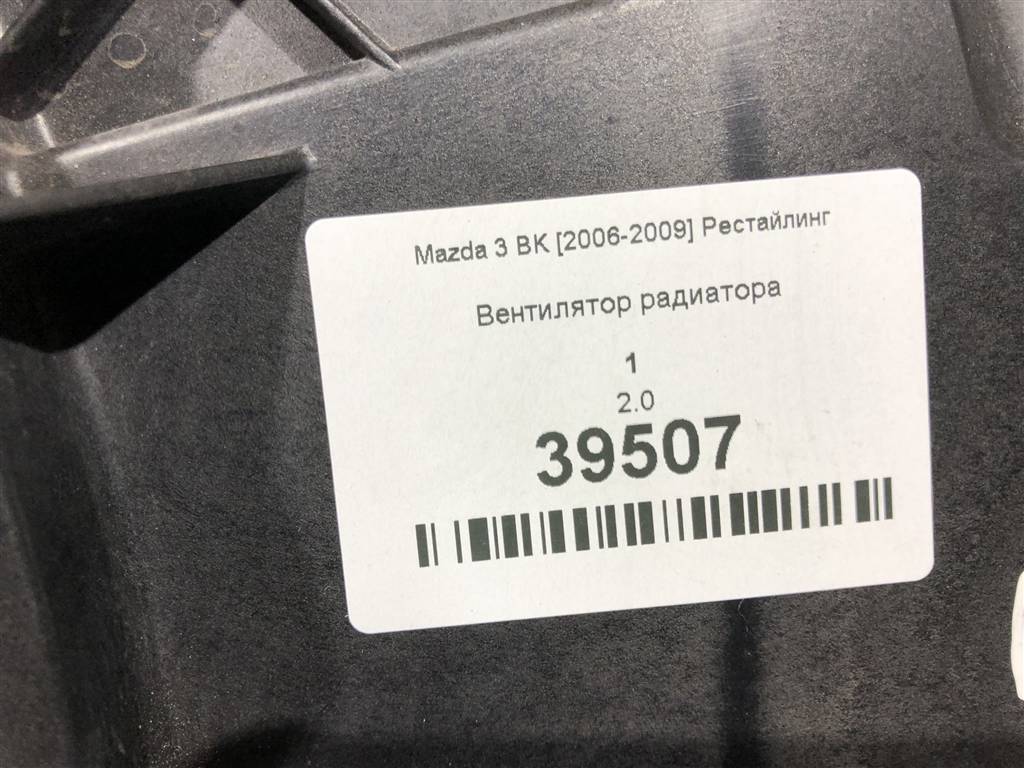 Mazda 3 BK [2006-2009] Рестайлинг
Вентилятор радиатора
1
2.0
39507